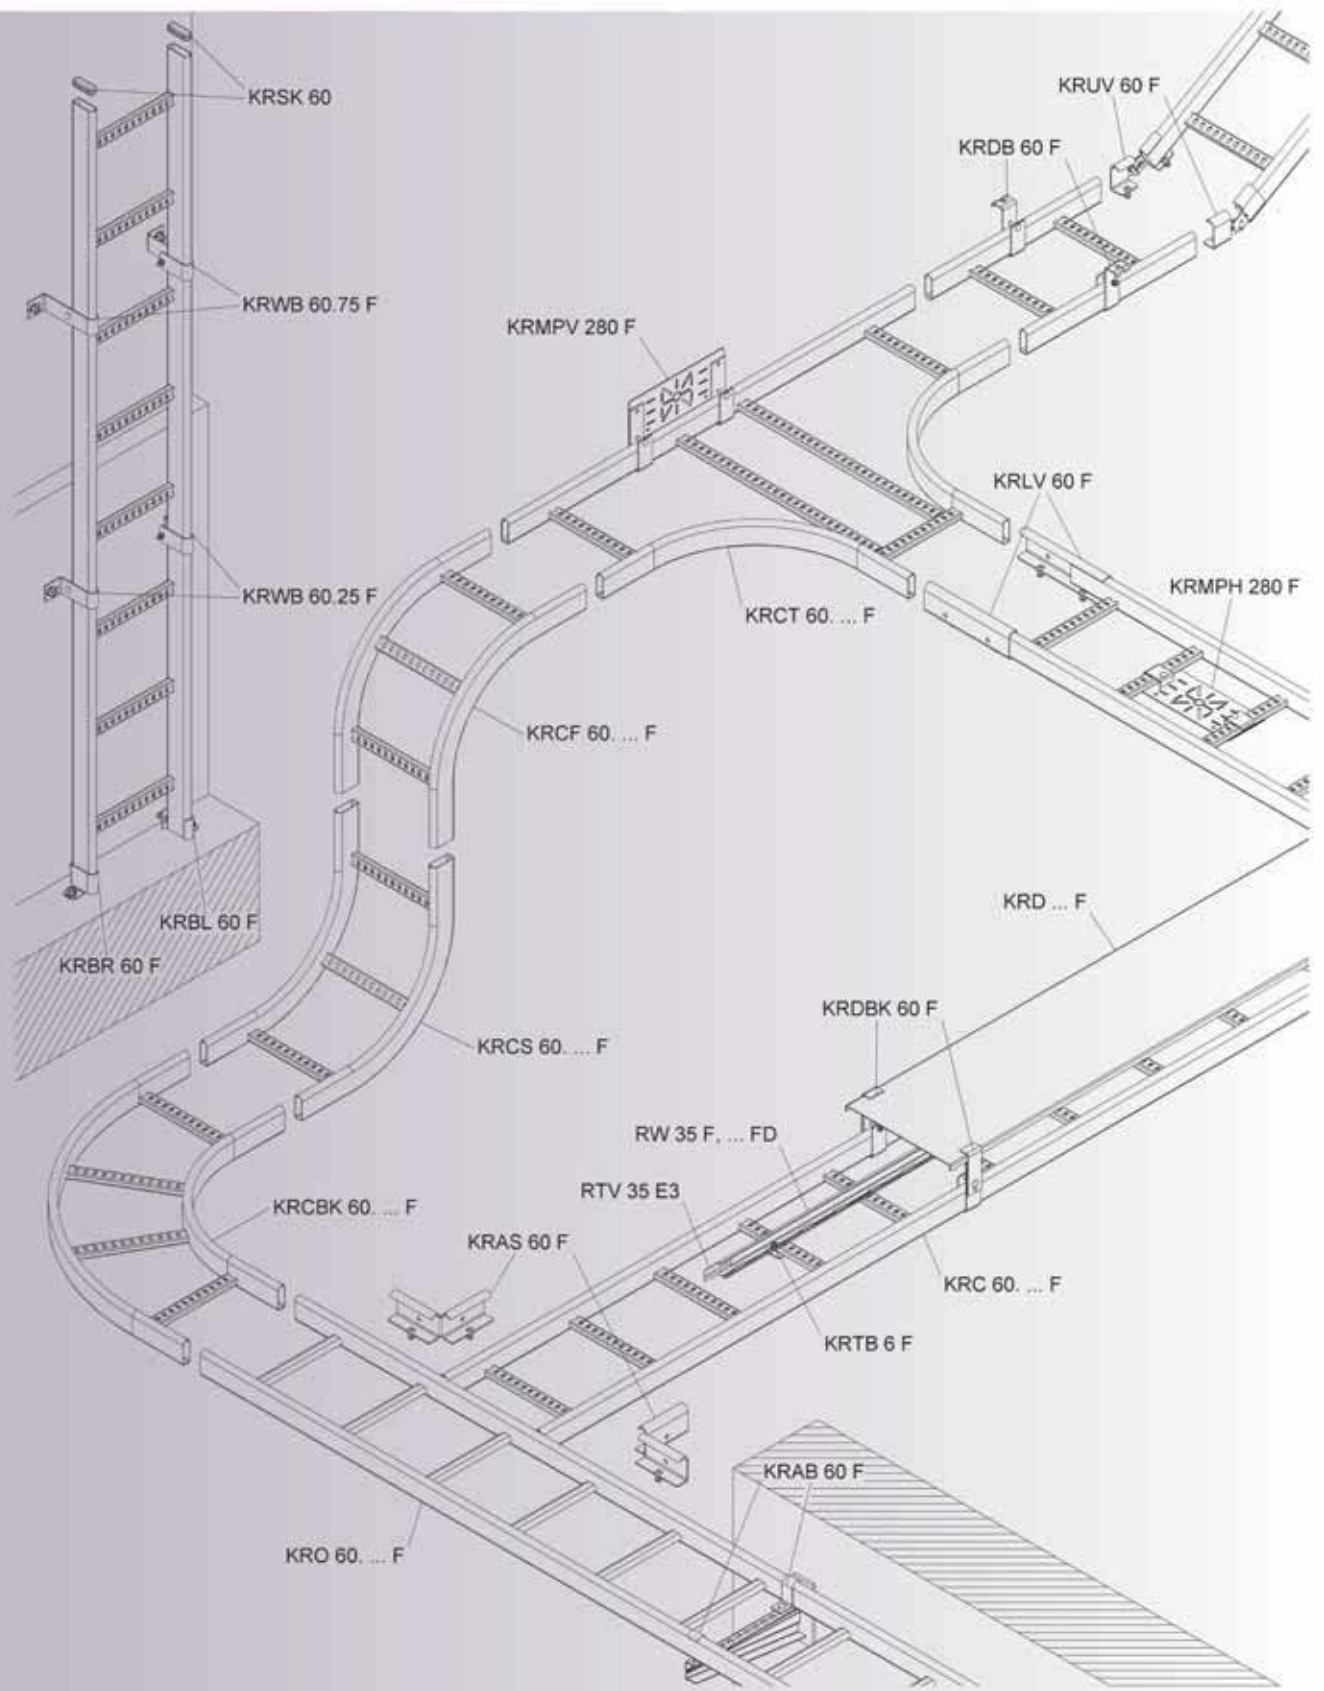 KRSK 60
KRUV 60 F
KRDB 60 F
KRWB 60.75 F
KRMPV 280 F
KRLV 60 F
KRMPH 280 F
KRWB 60.25 F
KRCT 60. ... F
KRCF 60. ... F
KRD ... F
KRBL 60 F
KRBR 60 F
KRDBK 60 F
KRCS 60. ... F
RW 35 F, ... FD
RTV 35 E3
KRCBK 60. ... F
KRAS 60 F
KRC 60. ... F
KRTB 6 F
KRAB 60 F
KRO 60. ... F